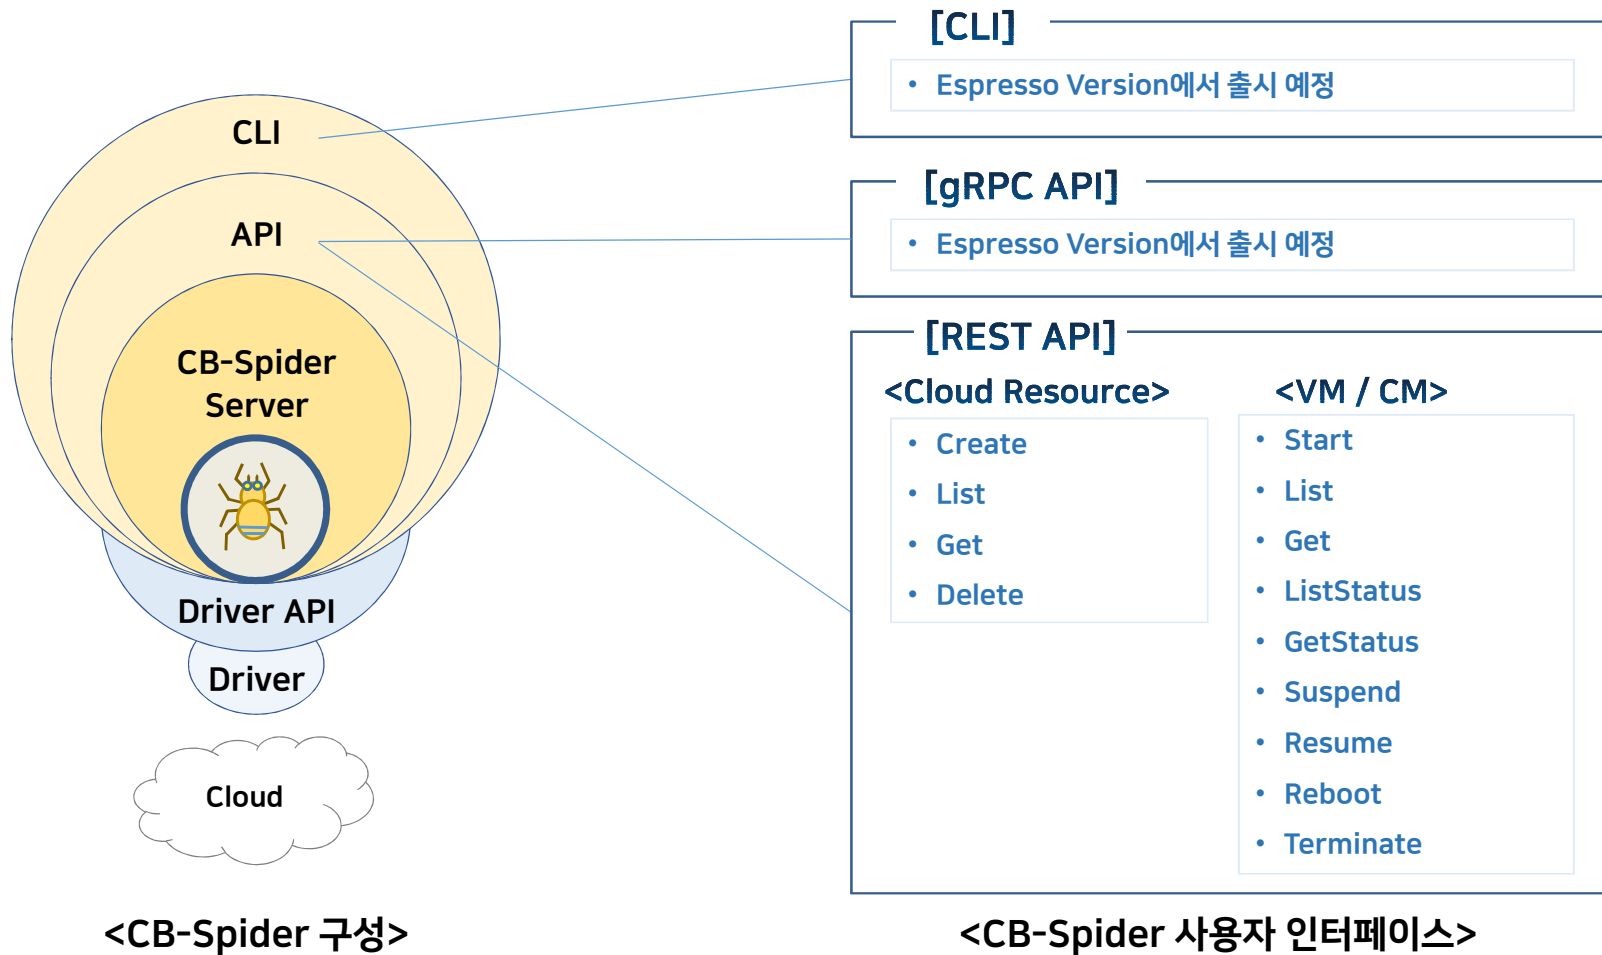 CLI
API
CB-Spider
Server
Driver API
Driver
Cloud
<CB-Spider 구성>
[CLI]
• Espresso Version에서 출시 예정
[gRPC API]
• Espresso Version에서 출시 예정
[REST API]
<Cloud Resource>
• Create
• List
• Get
• Delete
<VM / CM>
• Start
• List
• Get
• ListStatus
• GetStatus
• Suspend
• Resume
• Reboot
• Terminate
<CB-Spider 사용자 인터페이스>